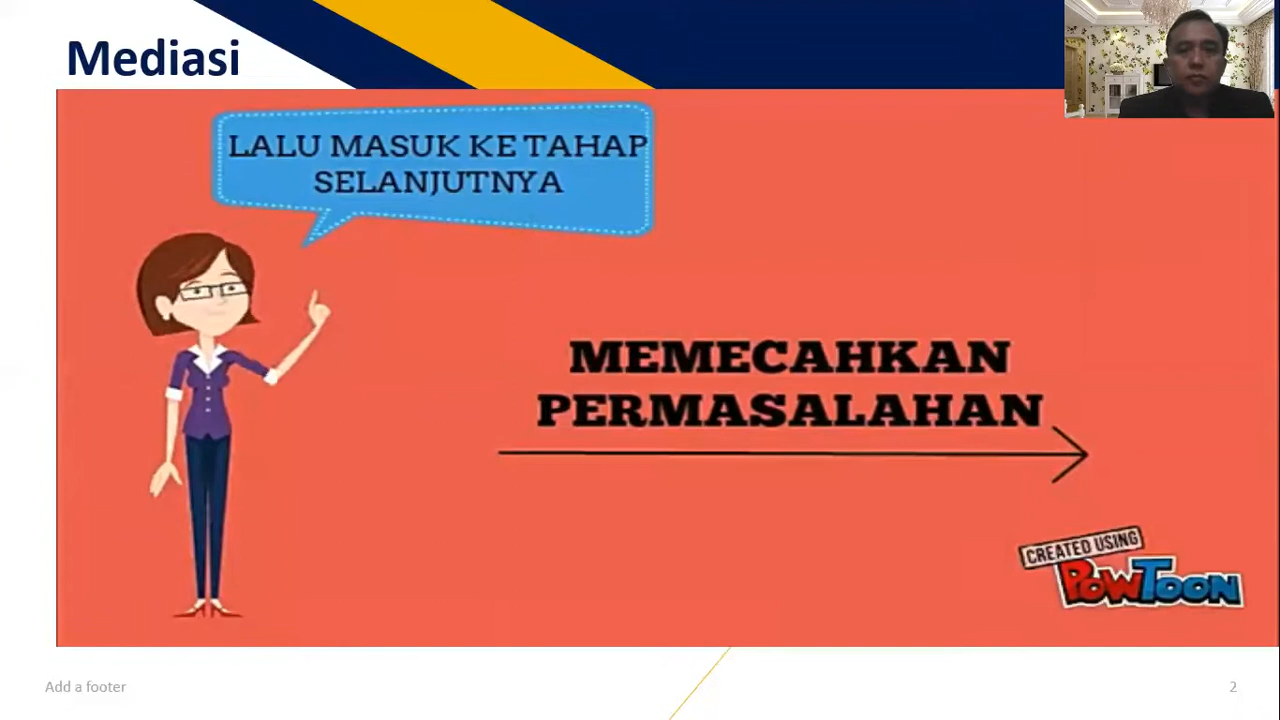 Mediasi
LALU MASUK KE TAHAP
SELANJUTNYA
MEMECAHKAN
PERMASALAHAN
CREATED USING
POWTOON
Add a footer
2